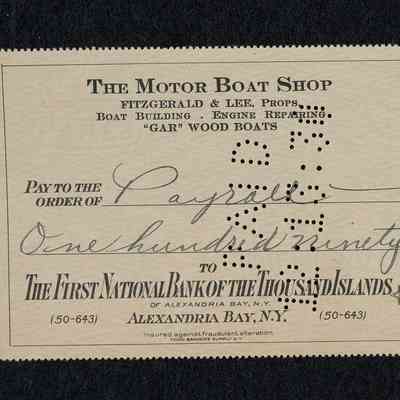 THE MOTOR BOAT SHOP
FITZGERALD & LEE, PROPS.
BOAT BUILDING . ENGINE REPAIRING
"GAR" WOOD BOATS
PAY TO THE
ORDER OF Payroll
One hundred ninety
PAID
TO
THE FIRST NATIONAL BANK OF THE THOUSAND ISLANDS
OF ALEXANDRIA BAY, N.Y.
(50-643) ALEXANDRIA BAY, N.Y. (50-643)
Insured against fraudulent alteration